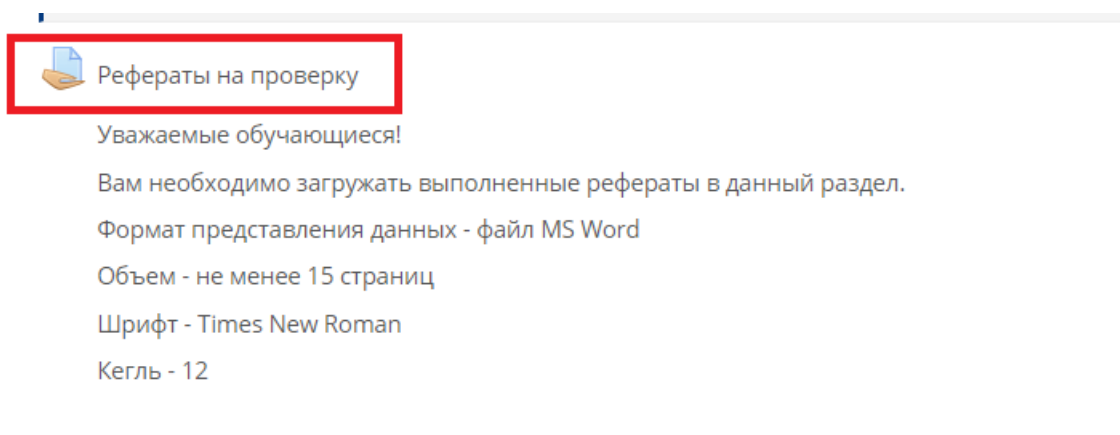 Рефераты на проверку
Уважаемые обучающиеся!
Вам необходимо загружать выполненные рефераты в данный раздел.
Формат представления данных - файл MS Word
Объем - не менее 15 страниц
Шрифт - Times New Roman
Кегль - 12